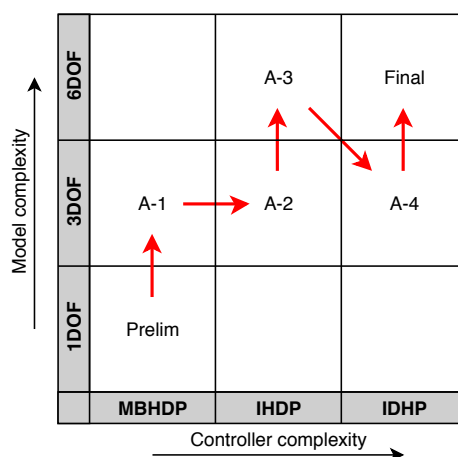 Model complexity
6DOF
A-3
Final
3DOF
A-1
A-2
A-4
1DOF
Prelim
MBHDP
IHDP
IDHP
Controller complexity